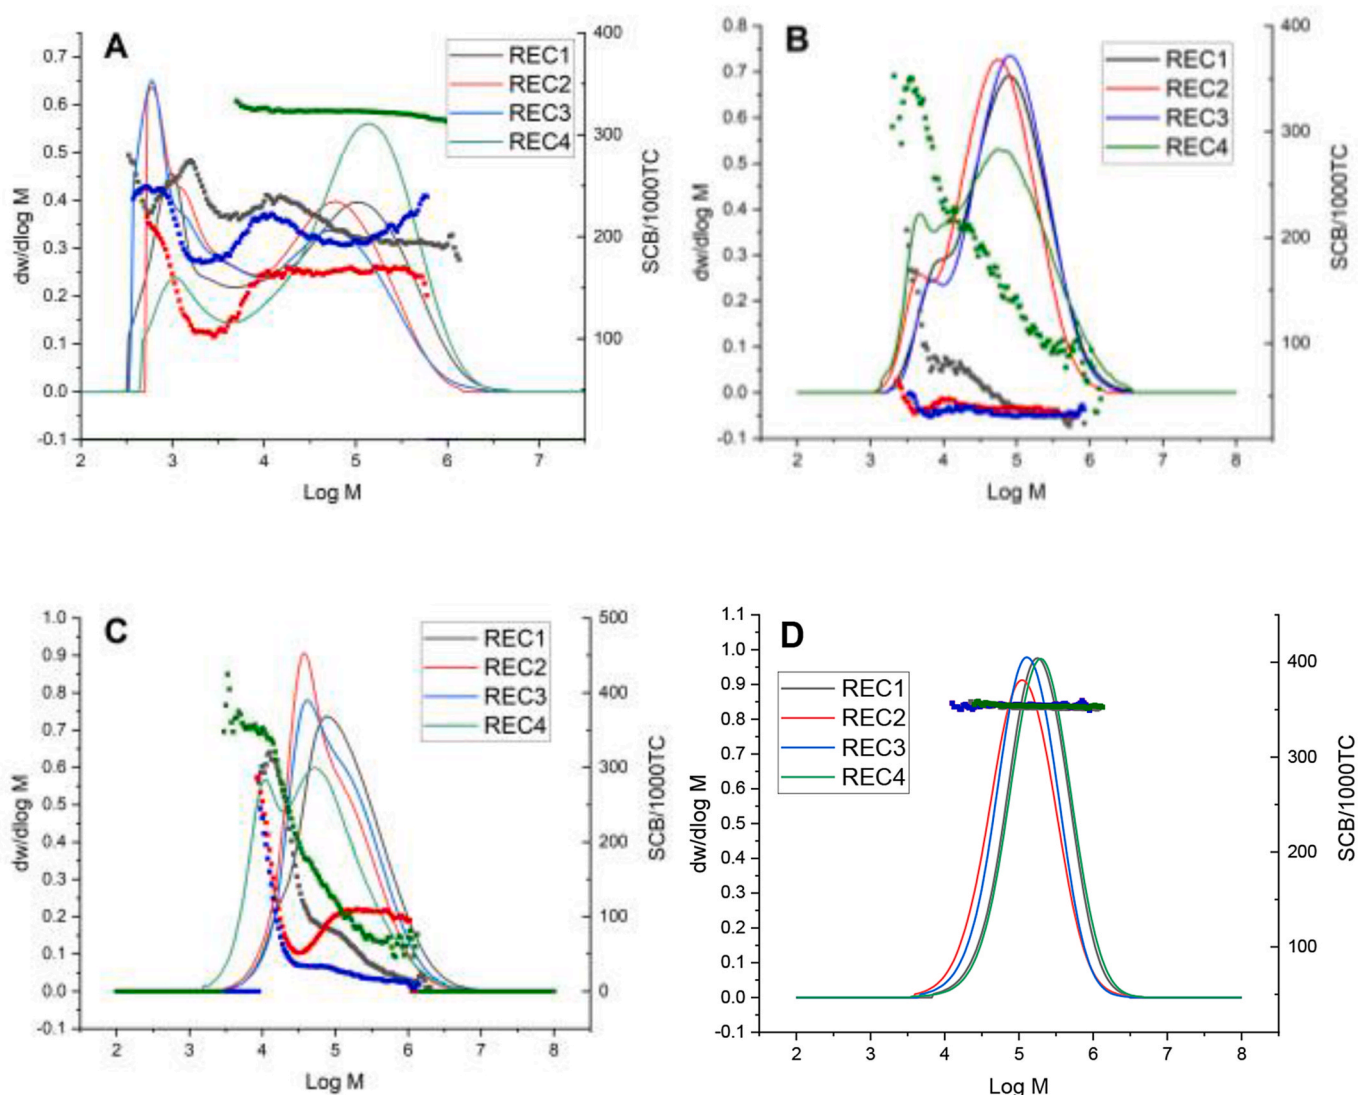 A
REC1
REC2
REC3
REC4
0.7
0.6
0.5
0.4
0.3
0.2
0.1
0.0
-0.1
400
300
200
100
dw/dlog M
SCB/1000TC
2 3 4 5 6 7
Log M
B
REC1
REC2
REC3
REC4
0.8
0.7
0.6
0.5
0.4
0.3
0.2
0.1
0.0
-0.1
400
300
200
100
dw/dlog M
SCB/1000TC
2 3 4 5 6 7 8
Log M
C
REC1
REC2
REC3
REC4
1.0
0.9
0.8
0.7
0.6
0.5
0.4
0.3
0.2
0.1
0.0
-0.1
500
400
300
200
100
0
dw/dlog M
SCB/1000TC
2 3 4 5 6 7 8
Log M
D
REC1
REC2
REC3
REC4
1.1
1.0
0.9
0.8
0.7
0.6
0.5
0.4
0.3
0.2
0.1
0.0
-0.1
400
300
200
100
dw/dlog M
SCB/1000TC
2 3 4 5 6 7 8
Log M